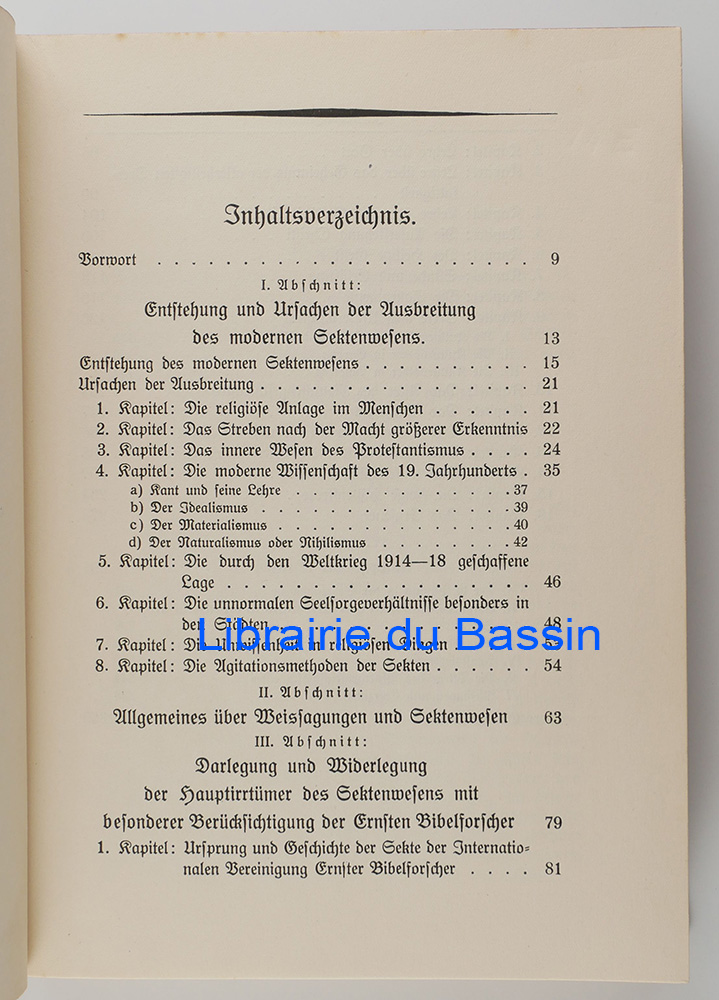 Inhaltsverzeichnis.
Vorwort . . . . . . . . . . . . . . . . . . . . . 9
I. Abschnitt:
Entstehung und Ursachen der Ausbreitung
des modernen Sektenwesens. 13
Entstehung des modernen Sektenwesens . . . . . . . . . . 15
Ursachen der Ausbreitung . . . . . . . . . . . . . . . 21
1. Kapitel: Die religiöse Anlage im Menschen . . . . . . 21
2. Kapitel: Das Streben nach der Macht größerer Erkenntnis 22
3. Kapitel: Das innere Wesen des Protestantismus . . . . 24
4. Kapitel: Die moderne Wissenschaft des 19. Jahrhunderts . 35
a) Kant und seine Lehre . . . . . . . . . . . . . 37
b) Der Idealismus . . . . . . . . . . . . . . . 39
c) Der Materialismus . . . . . . . . . . . . . . 40
d) Der Naturalismus oder Nihilismus . . . . . . . . 42
5. Kapitel: Die durch den Weltkrieg 1914—18 geschaffene
Lage . . . . . . . . . . . . . . . . . 46
6. Kapitel: Die unnormalen Seelsorgeverhältnisse besonders in
den Städten . . . . . . . . . . . . . . 48
Librairie du Bassin
7. Kapitel: Die Unwissenheit in religiösen Dingen . . . . 53
8. Kapitel: Die Agitationsmethoden der Sekten . . . . . 54
II. Abschnitt:
Allgemeines über Weissagungen und Sektenwesen 63
III. Abschnitt:
Darlegung und Widerlegung
der Hauptirrtümer des Sektenwesens mit
besonderer Berücksichtigung der Ernsten Bibelforscher 79
1. Kapitel: Ursprung und Geschichte der Sekte der Internatio-
nalen Vereinigung Ernster Bibelforscher . . . . 81